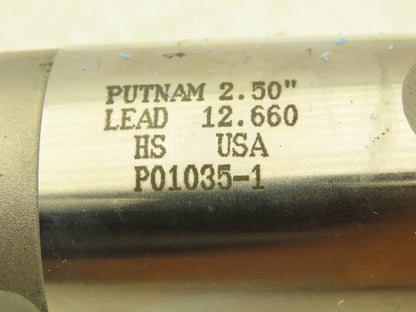 PUTNAM 2.50"
LEAD 12.660
HS USA
P01035-1